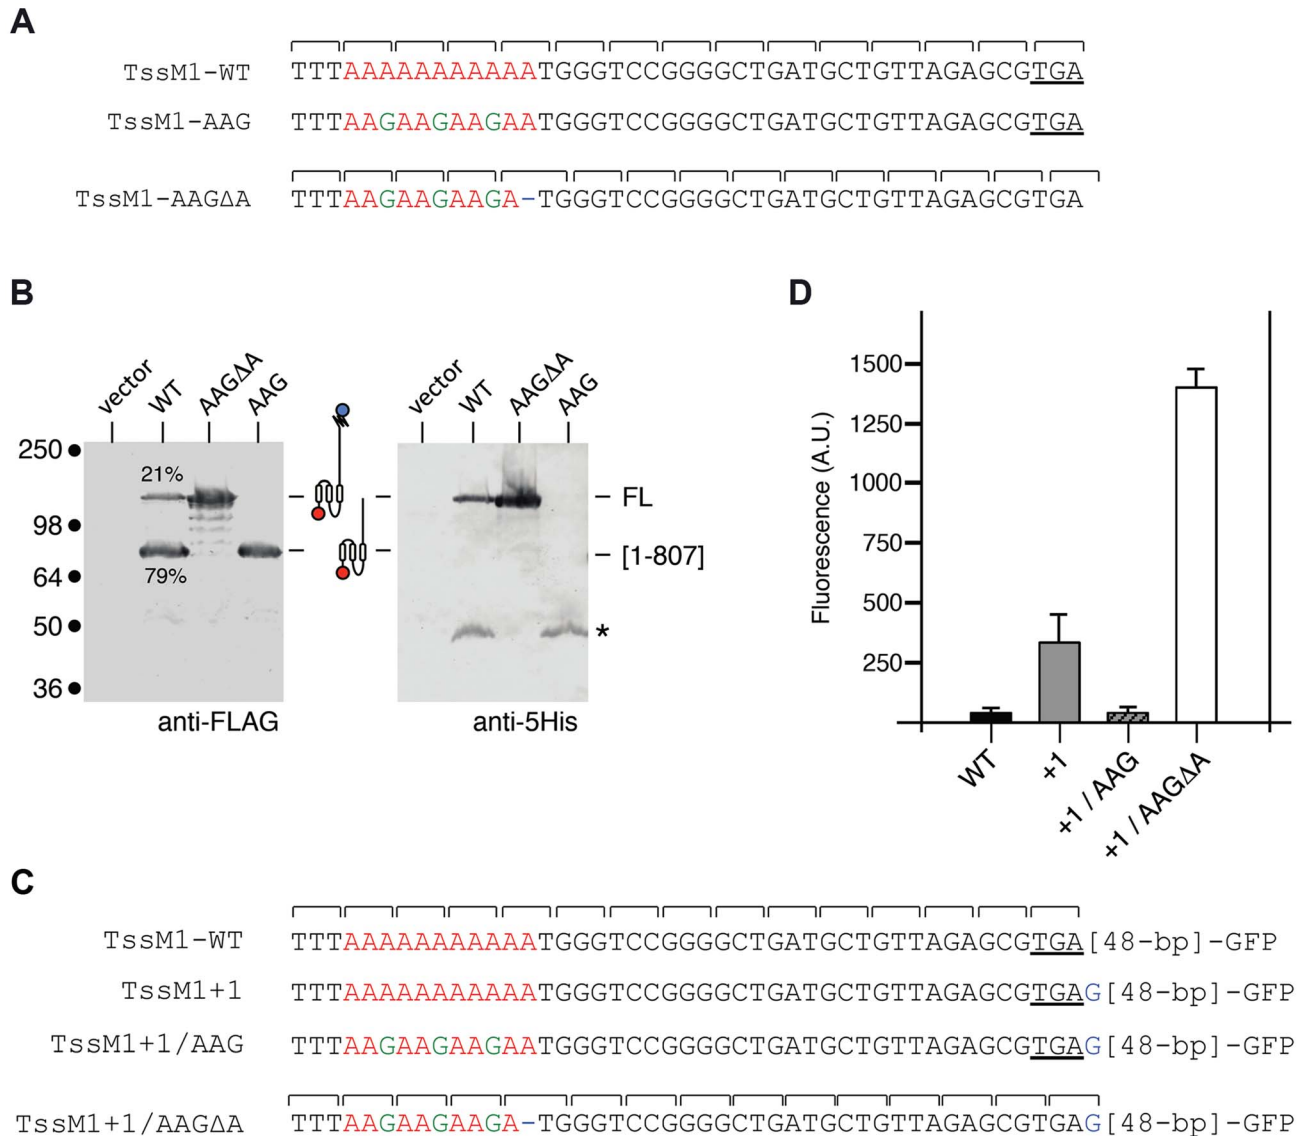 A
TssM1-WT TTTAAAAAAAAAAATGGGTCCGGGGCTGATGCTGTTAGAGCGTGA
TssM1-AAG TTTAAGAAGAAGAATGGGTCCGGGGCTGATGCTGTTAGAGCGTGA
TssM1-AAGΔA TTTAAGAAGAAGA-TGGGTCCGGGGCTGATGCTGTTAGAGCGTGA
B
vector WT AAGΔA AAG
250
98
64
50
36
21%
79%
anti-FLAG
vector WT AAGΔA AAG
FL
[1-807]
*
anti-5His
D
Fluorescence (A.U.)
1500
1250
1000
750
500
250
WT +1 +1 / AAG +1 / AAGΔA
C
TssM1-WT TTTAAAAAAAAAAATGGGTCCGGGGCTGATGCTGTTAGAGCGTGA[48-bp]-GFP
TssM1+1 TTTAAAAAAAAAAATGGGTCCGGGGCTGATGCTGTTAGAGCGTGAG[48-bp]-GFP
TssM1+1/AAG TTTAAGAAGAAGAATGGGTCCGGGGCTGATGCTGTTAGAGCGTGAG[48-bp]-GFP
TssM1+1/AAGΔA TTTAAGAAGAAGA-TGGGTCCGGGGCTGATGCTGTTAGAGCGTGAG[48-bp]-GFP